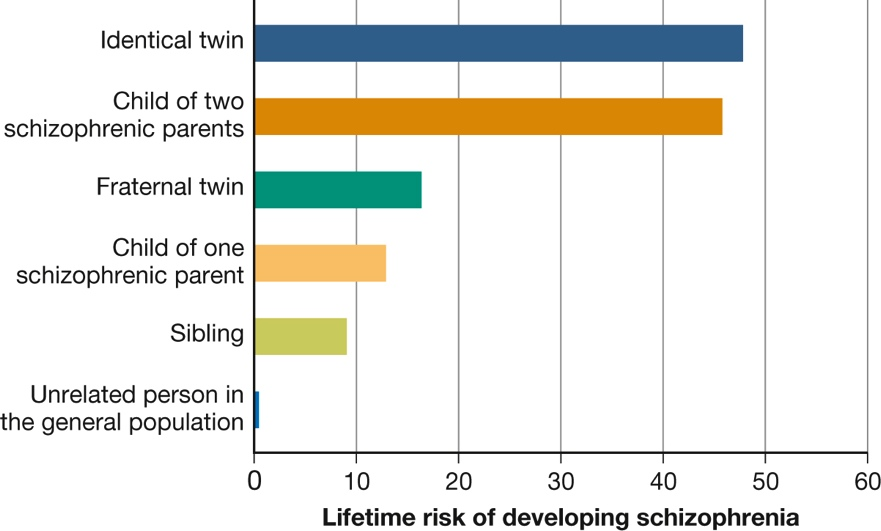 Identical twin
Child of two
schizophrenic parents
Fraternal twin
Child of one
schizophrenic parent
Sibling
Unrelated person in
the general population
0 10 20 30 40 50 60
Lifetime risk of developing schizophrenia